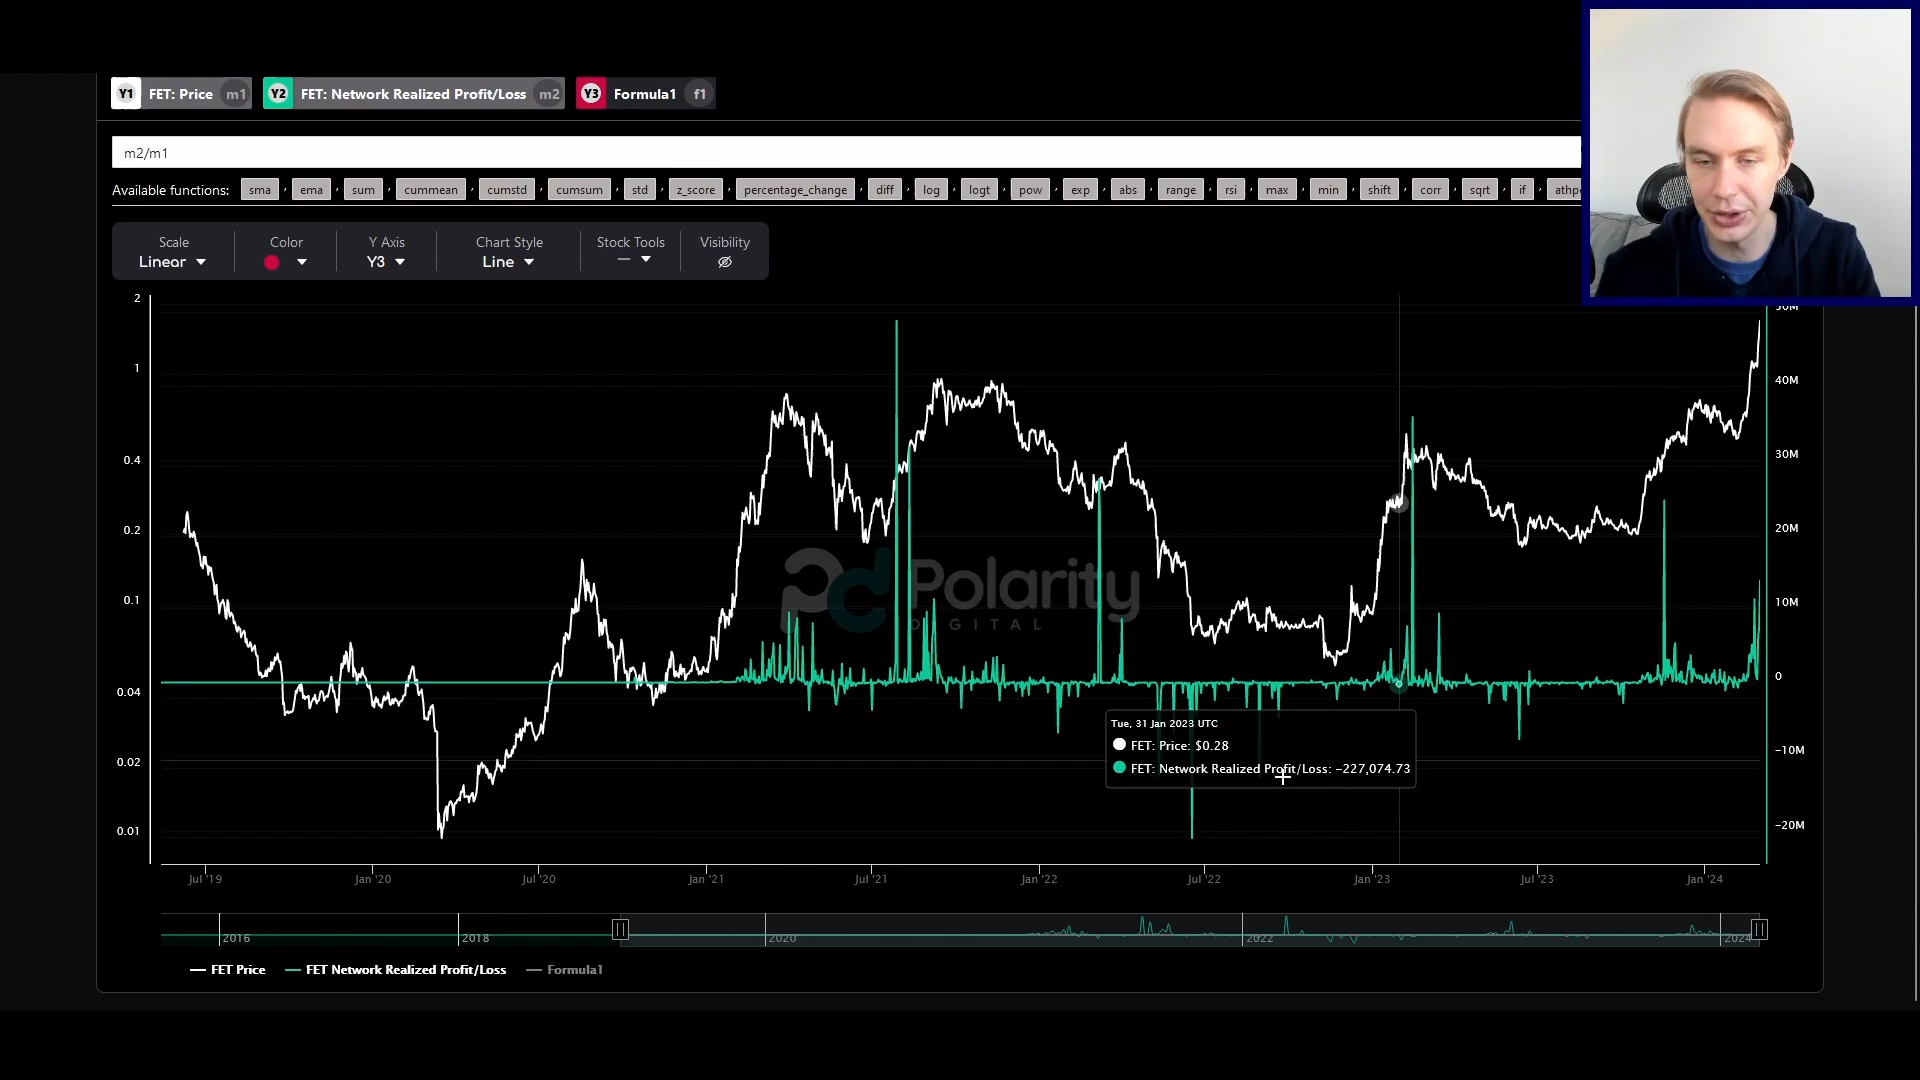 Y1 FET: Price m1 Y2 FET: Network Realized Profit/Loss m2 Y3 Formula1 f1
m2/m1
Available functions: sma , ema , sum , cummean , cumstd , cumsum , std , z_score , percentage_change , diff , log , logt , pow , exp , abs , range , rsi , max , min , shift , corr , sqrt , if ,
Scale Color Y Axis Chart Style Stock Tools Visibility
Linear Y3 Line —
2
1
0.4
0.2
0.1
0.04
0.02
0.01
40M
30M
20M
10M
0
-10M
-20M
Polarity
DIGITAL
Tue, 31 Jan 2023 UTC
FET: Price: $0.28
FET: Network Realized Profit/Loss: -227,074.73
Jul '19 Jan '20 Jul '20 Jan '21 Jul '21 Jan '22 Jul '22 Jan '23 Jul '23 Jan '24
2016 2018 2020 2022 2024
FET Price FET Network Realized Profit/Loss Formula1